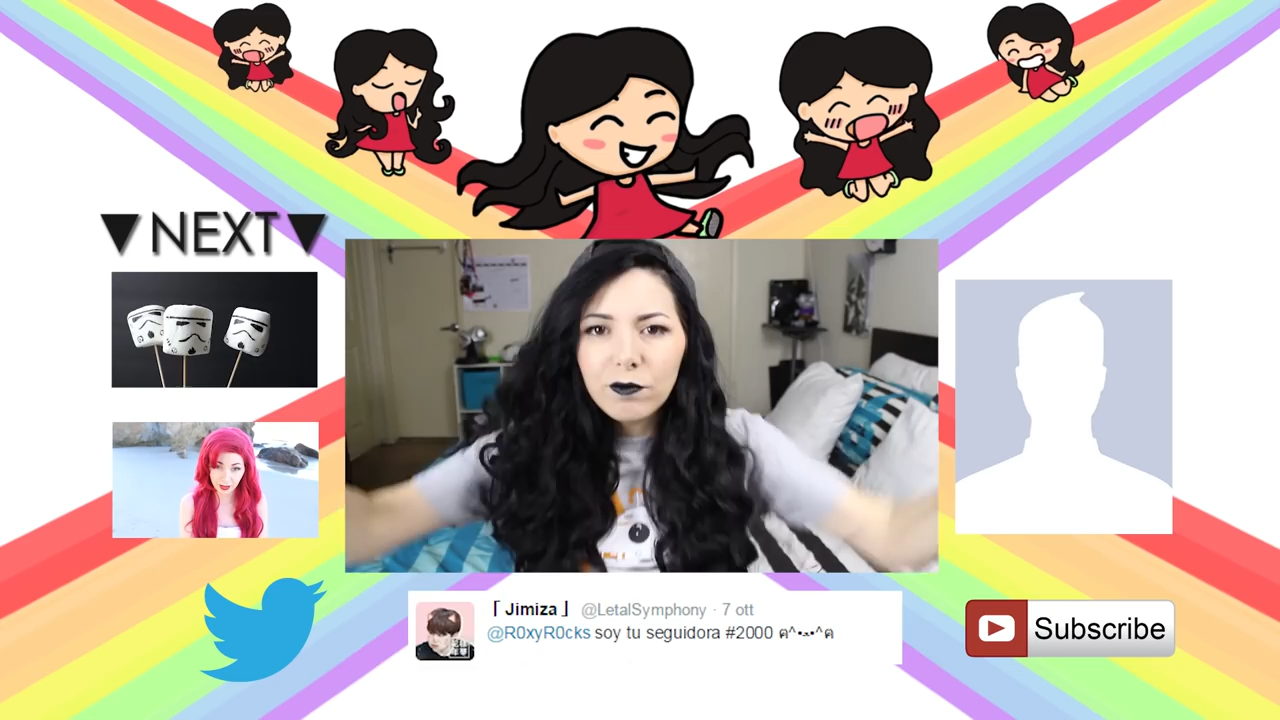 ▼NEXT▼
「 Jimiza 」 @LetalSymphony · 7 ott
@R0xyR0cks soy tu seguidora #2000 ฅ^•ﻌ•^ฅ
Subscribe